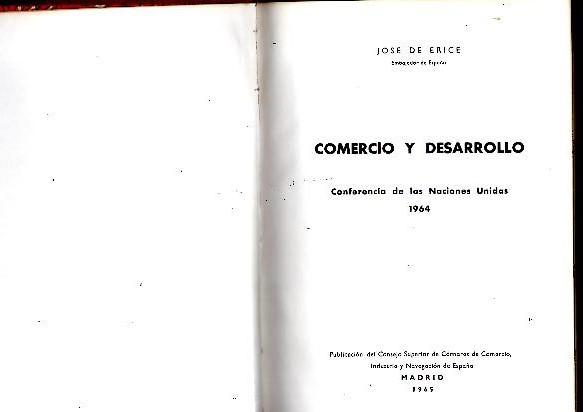 JOSE DE ERICE
Embajador de España
COMERCIO Y DESARROLLO
Conferencia de las Naciones Unidas
1964
Publicación del Consejo Superior de Cámaras de Comercio,
Industria y Navegación de España
MADRID
1965